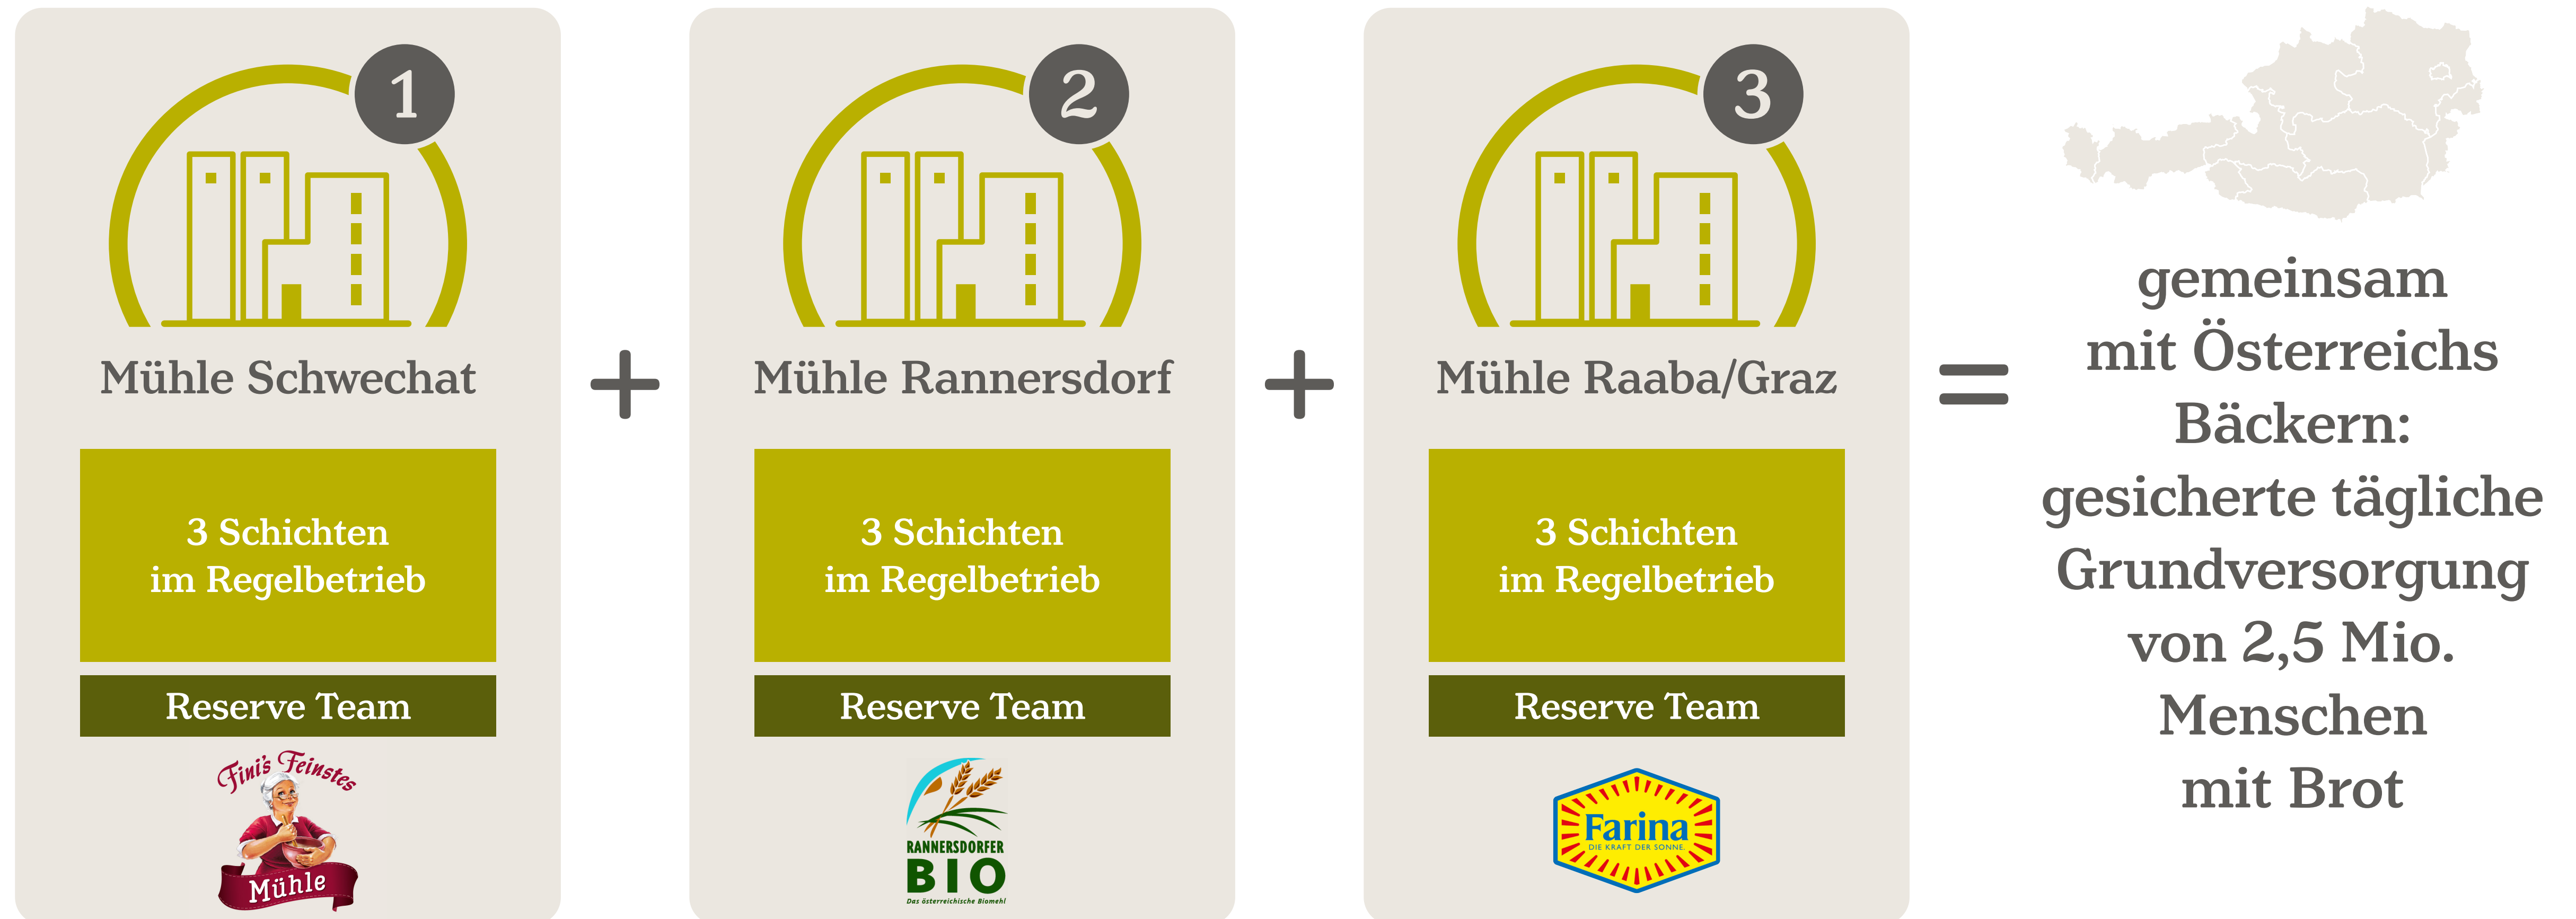 1
Mühle Schwechat
3 Schichten
im Regelbetrieb
Reserve Team
Fini's Feinstes
Mühle
+
2
Mühle Rannersdorf
3 Schichten
im Regelbetrieb
Reserve Team
RANNERSDORFER
BIO
Das österreichische Biomehl
+
3
Mühle Raaba/Graz
3 Schichten
im Regelbetrieb
Reserve Team
Farina
DIE KRAFT DER SONNE.
=
gemeinsam
mit Österreichs
Bäckern:
gesicherte tägliche
Grundversorgung
von 2,5 Mio.
Menschen
mit Brot